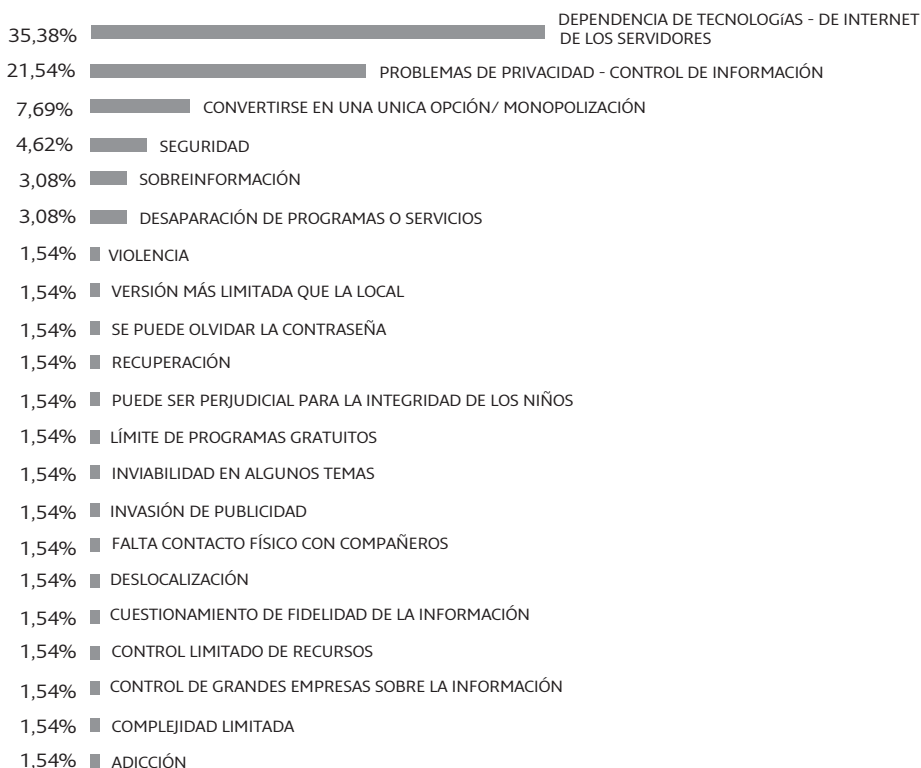 35,38% DEPENDENCIA DE TECNOLOGíAS - DE INTERNET
DE LOS SERVIDORES
21,54% PROBLEMAS DE PRIVACIDAD - CONTROL DE INFORMACIÓN
7,69% CONVERTIRSE EN UNA UNICA OPCIÓN/ MONOPOLIZACIÓN
4,62% SEGURIDAD
3,08% SOBREINFORMACIÓN
3,08% DESAPARACIÓN DE PROGRAMAS O SERVICIOS
1,54% VIOLENCIA
1,54% VERSIÓN MÁS LIMITADA QUE LA LOCAL
1,54% SE PUEDE OLVIDAR LA CONTRASEÑA
1,54% RECUPERACIÓN
1,54% PUEDE SER PERJUDICIAL PARA LA INTEGRIDAD DE LOS NIÑOS
1,54% LÍMITE DE PROGRAMAS GRATUITOS
1,54% INVIABILIDAD EN ALGUNOS TEMAS
1,54% INVASIÓN DE PUBLICIDAD
1,54% FALTA CONTACTO FÍSICO CON COMPAÑEROS
1,54% DESLOCALIZACIÓN
1,54% CUESTIONAMIENTO DE FIDELIDAD DE LA INFORMACIÓN
1,54% CONTROL LIMITADO DE RECURSOS
1,54% CONTROL DE GRANDES EMPRESAS SOBRE LA INFORMACIÓN
1,54% COMPLEJIDAD LIMITADA
1,54% ADICCIÓN